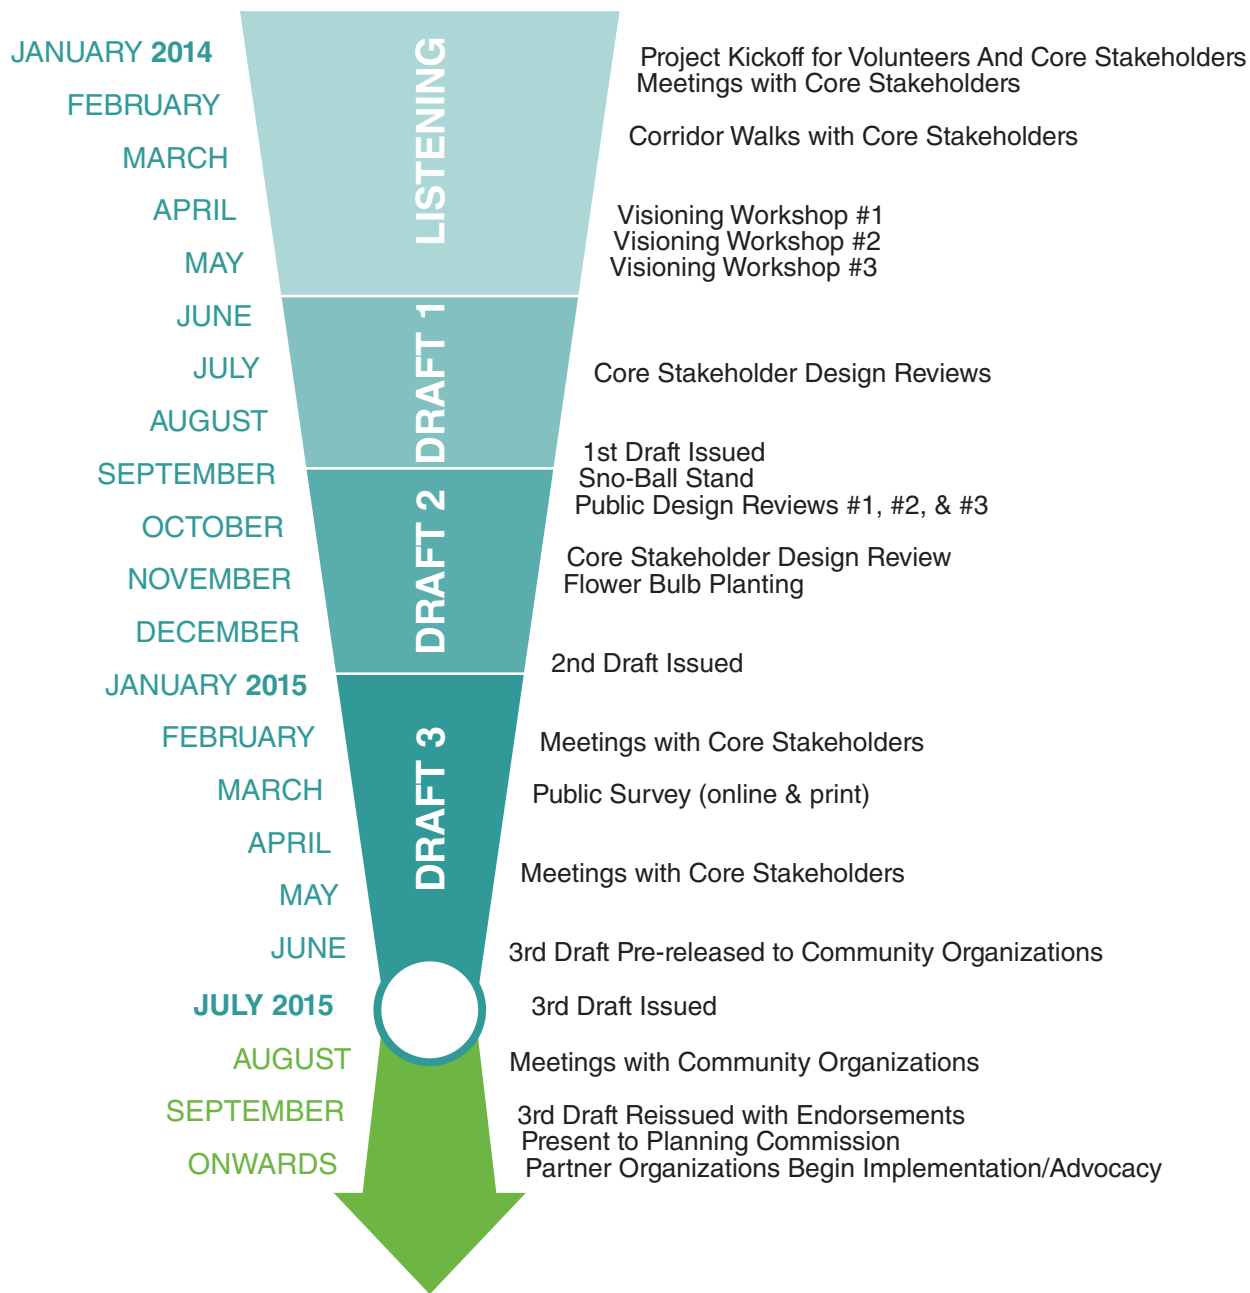 JANUARY 2014
Project Kickoff for Volunteers And Core Stakeholders
Meetings with Core Stakeholders
FEBRUARY
Corridor Walks with Core Stakeholders
MARCH
LISTENING
APRIL
Visioning Workshop #1
Visioning Workshop #2
MAY
Visioning Workshop #3
JUNE
DRAFT 1
JULY
Core Stakeholder Design Reviews
AUGUST
1st Draft Issued
SEPTEMBER
Sno-Ball Stand
Public Design Reviews #1, #2, & #3
OCTOBER
DRAFT 2
Core Stakeholder Design Review
NOVEMBER
Flower Bulb Planting
DECEMBER
2nd Draft Issued
JANUARY 2015
FEBRUARY
Meetings with Core Stakeholders
MARCH
Public Survey (online & print)
DRAFT 3
APRIL
Meetings with Core Stakeholders
MAY
JUNE
3rd Draft Pre-released to Community Organizations
JULY 2015
3rd Draft Issued
AUGUST
Meetings with Community Organizations
SEPTEMBER
3rd Draft Reissued with Endorsements
Present to Planning Commission
ONWARDS
Partner Organizations Begin Implementation/Advocacy